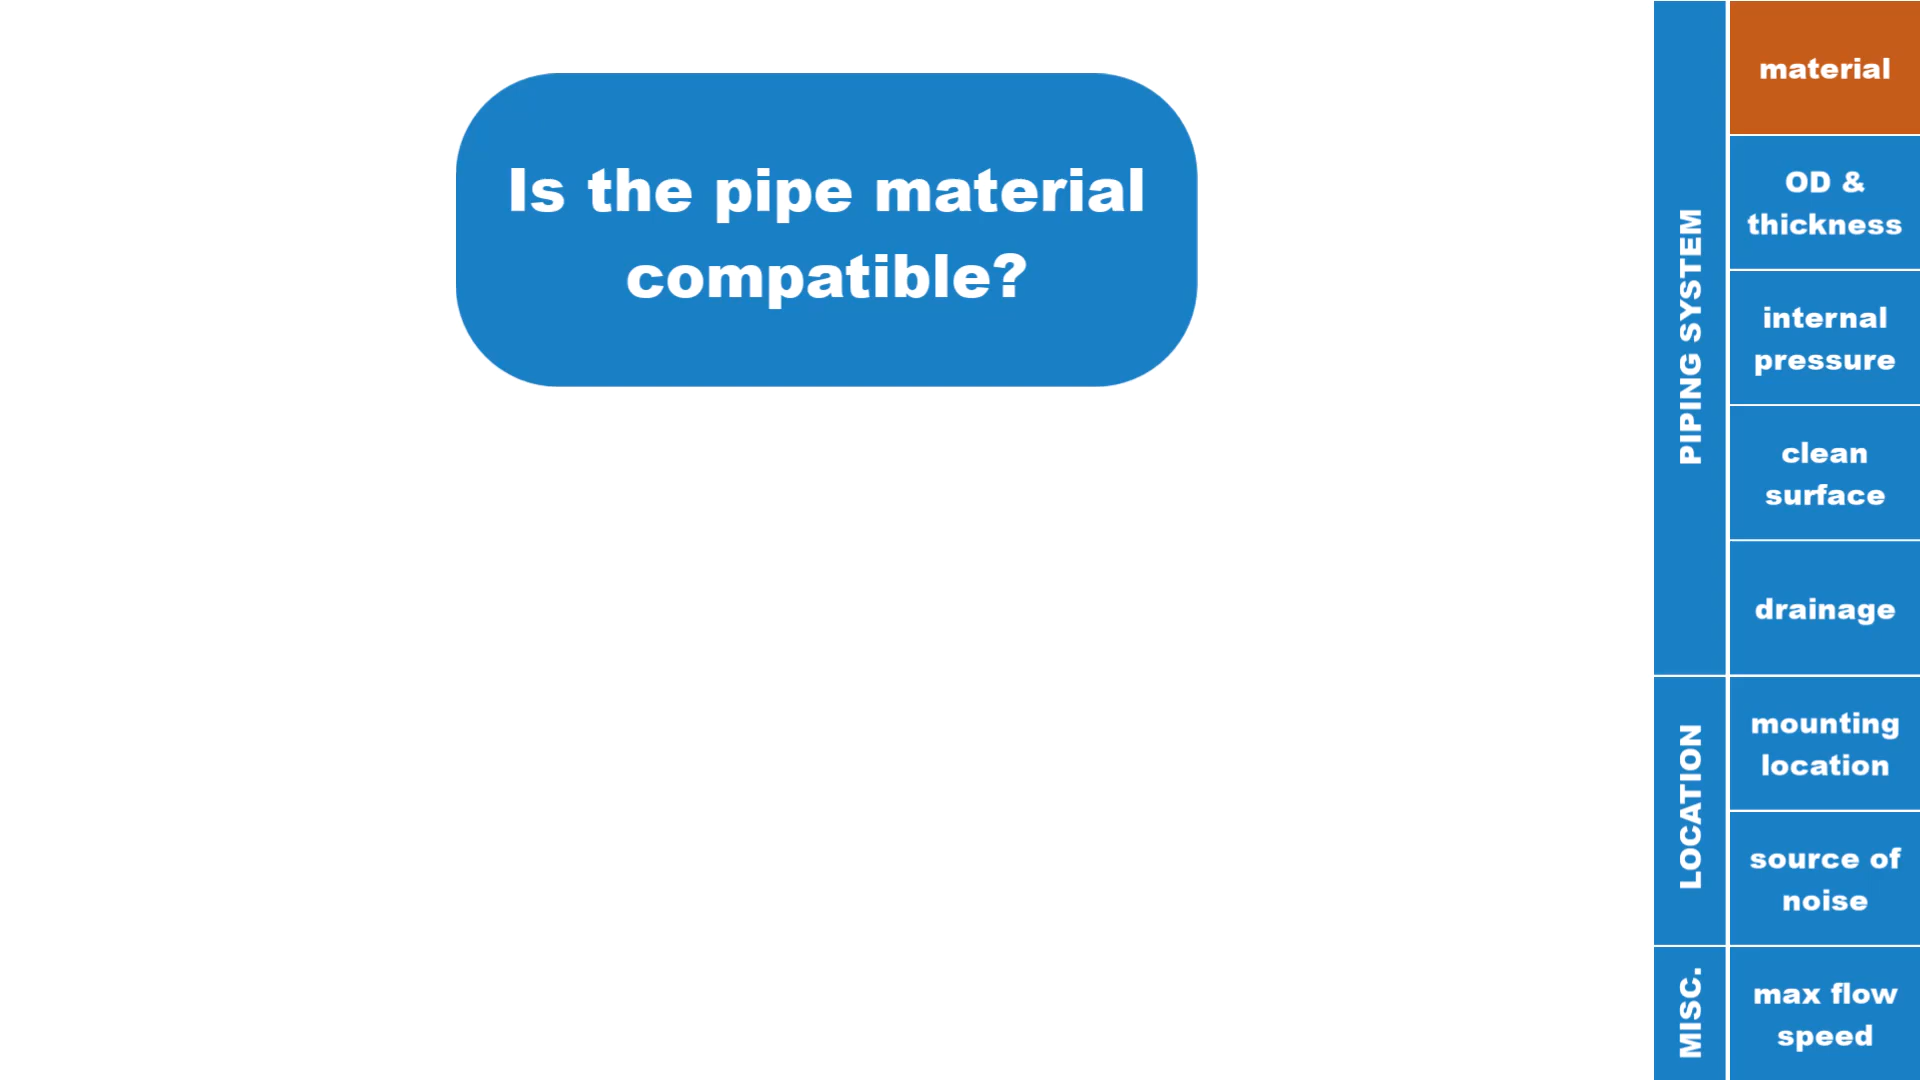 Is the pipe material
compatible?
PIPING SYSTEM
material
OD &
thickness
internal
pressure
clean
surface
drainage
LOCATION
mounting
location
source of
noise
MISC.
max flow
speed